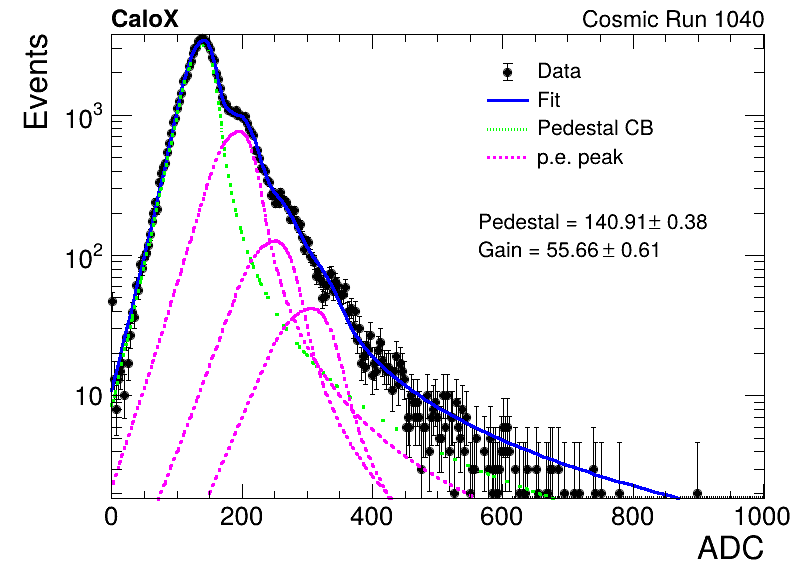 CaloX
Cosmic Run 1040
Events
Data
Fit
Pedestal CB
p.e. peak
Pedestal = 140.91± 0.38
Gain = 55.66 ± 0.61
10³
10²
10
0 200 400 600 800 1000
ADC